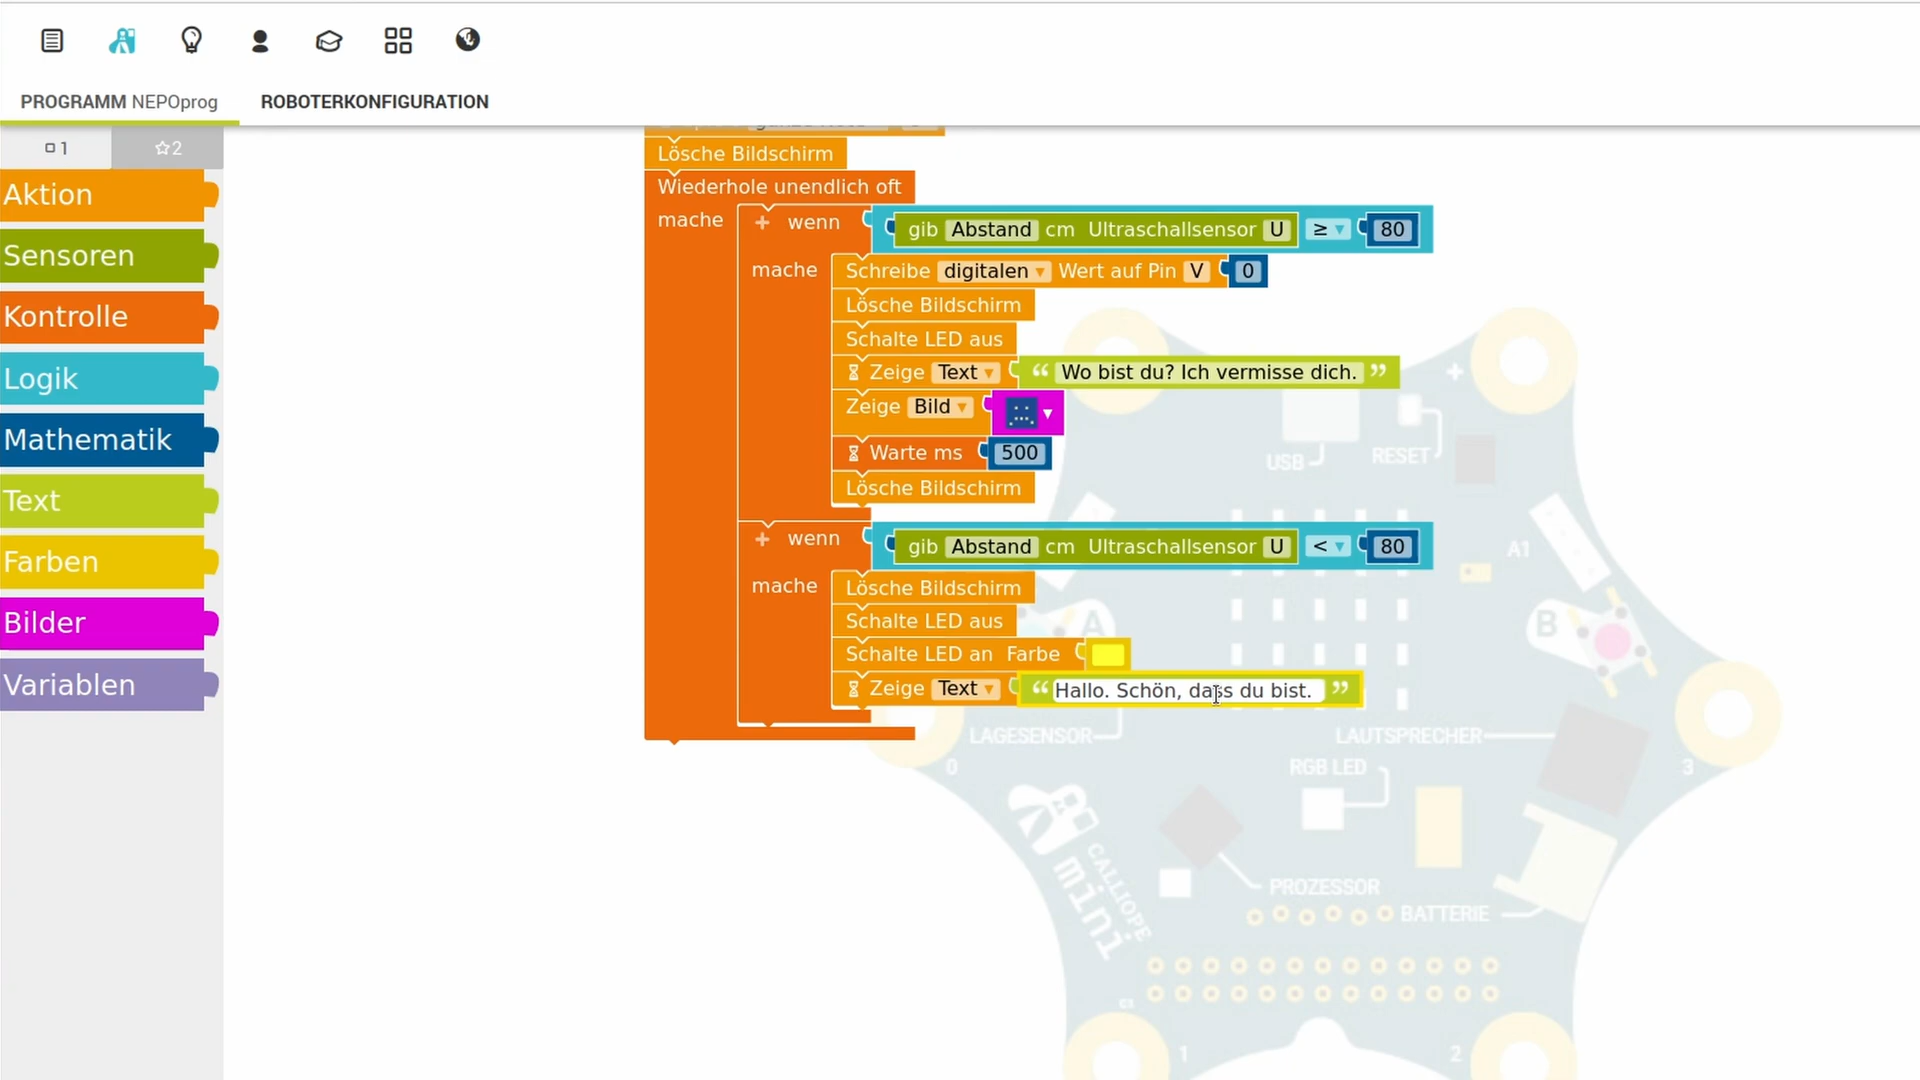 PROGRAMM NEPOprog ROBOTERKONFIGURATION
1 2
Aktion
Sensoren
Kontrolle
Logik
Mathematik
Text
Farben
Bilder
Variablen
Lösche Bildschirm
Wiederhole unendlich oft
mache + wenn gib Abstand cm Ultraschallsensor U ≥ 80
mache Schreibe digitalen Wert auf Pin V 0
Lösche Bildschirm
Schalte LED aus
Zeige Text “ Wo bist du? Ich vermisse dich. ”
Zeige Bild
Warte ms 500
Lösche Bildschirm
+ wenn gib Abstand cm Ultraschallsensor U < 80
mache Lösche Bildschirm
Schalte LED aus
Schalte LED an Farbe
Zeige Text “ Hallo. Schön, dass du bist. ”
+
USB
RESET
A1
A
B
LAGESENSOR
LAUTSPRECHER
0
RGB LED
3
CALLIOPE
mini
PROZESSOR
BATTERIE
1
2